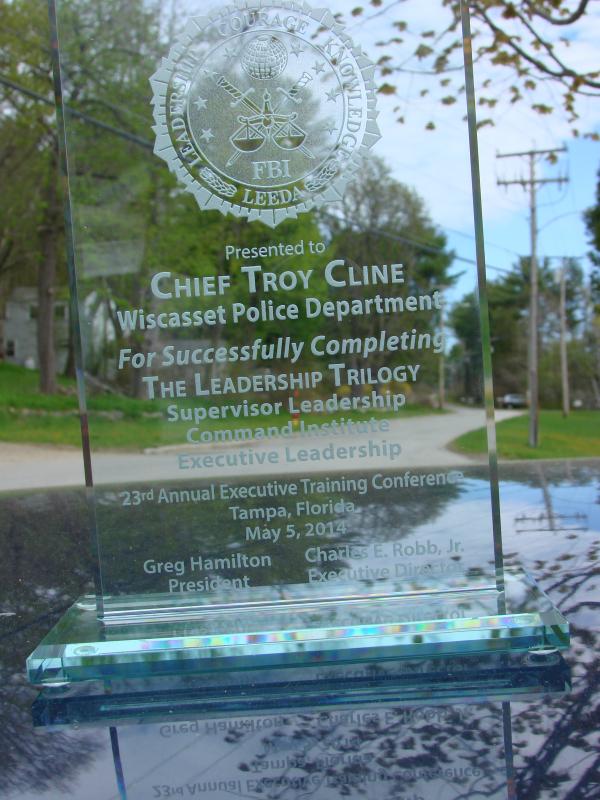 LEADERSHIP COURAGE KNOWLEDGE
FBI
LEEDA
Presented to
CHIEF TROY CLINE
Wiscasset Police Department
For Successfully Completing
THE LEADERSHIP TRILOGY
Supervisor Leadership
Command Institute
Executive Leadership
23rd Annual Executive Training Conference
Tampa, Florida
May 5, 2014
Greg Hamilton Charles E. Robb, Jr.
President Executive Director